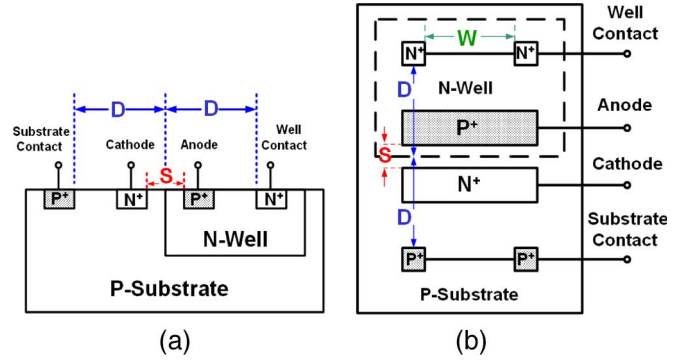 D D
Substrate Contact
Cathode
Anode
Well Contact
S
P+ N+ P+ N+
N-Well
P-Substrate
(a)
N+ W N+
Well Contact
D
N-Well
P+
Anode
S
N+
Cathode
D
Substrate Contact
P+ P+
P-Substrate
(b)